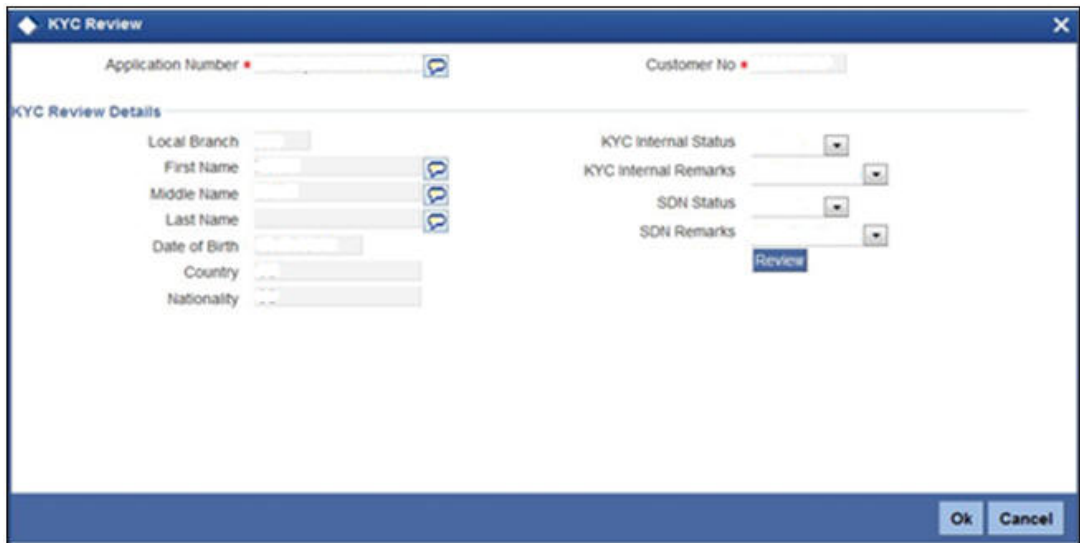 KYC Review
Application Number *
Customer No *
KYC Review Details
Local Branch
First Name
Middle Name
Last Name
Date of Birth
Country
Nationality
KYC Internal Status
KYC Internal Remarks
SDN Status
SDN Remarks
Review
Ok
Cancel